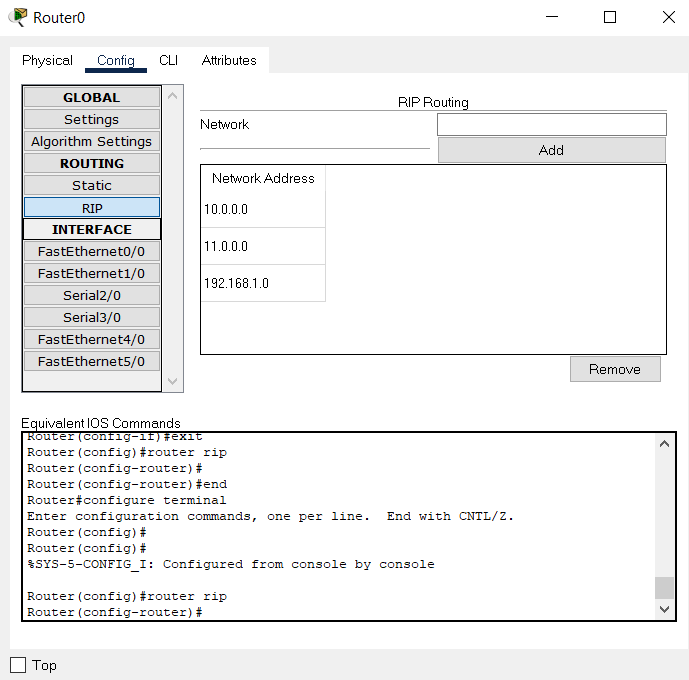 Router0
Physical Config CLI Attributes
GLOBAL
Settings
Algorithm Settings
ROUTING
Static
RIP
INTERFACE
FastEthernet0/0
FastEthernet1/0
Serial2/0
Serial3/0
FastEthernet4/0
FastEthernet5/0
RIP Routing
Network
Add
Network Address
10.0.0.0
11.0.0.0
192.168.1.0
Remove
Equivalent IOS Commands
Router(config-if)#exit
Router(config)#router rip
Router(config-router)#
Router(config-router)#end
Router#configure terminal
Enter configuration commands, one per line.  End with CNTL/Z.
Router(config)#
Router(config)#
%SYS-5-CONFIG_I: Configured from console by console
Router(config)#router rip
Router(config-router)#
Top